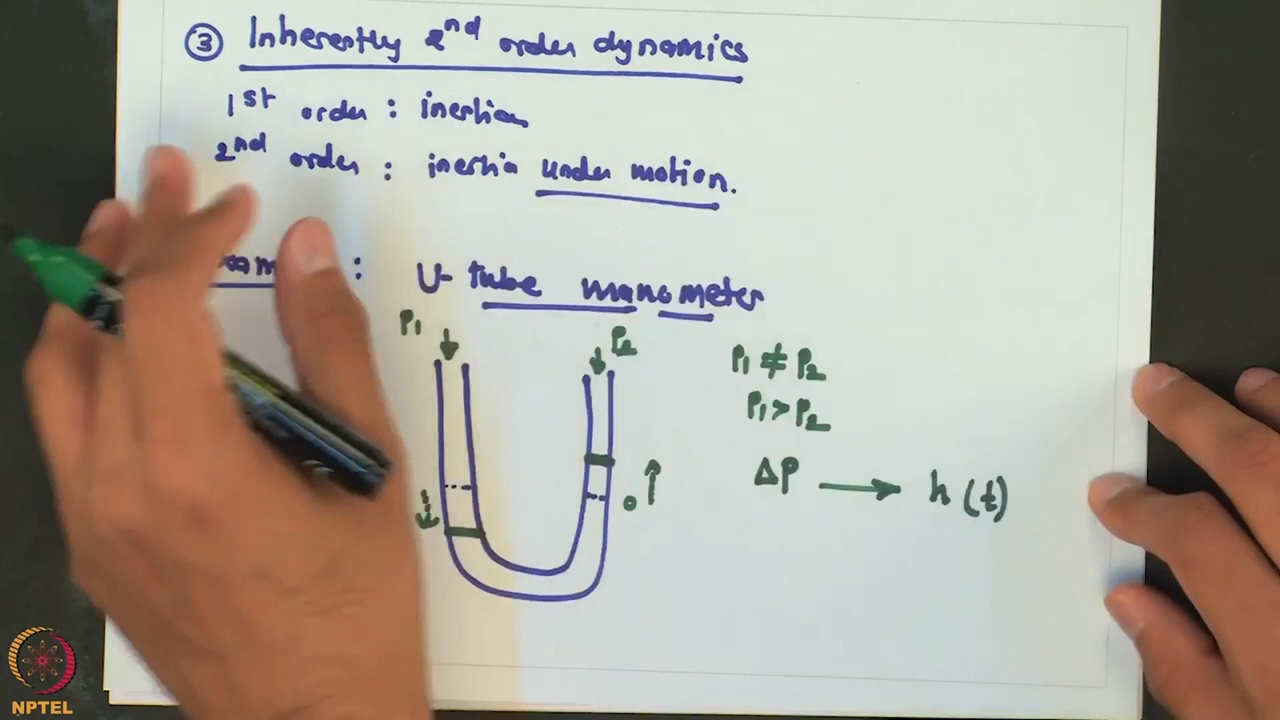 ③ Inherently 2nd order dynamics
1st order : inertia
2nd order : inertia under motion.
: U-tube manometer
P1 P2
P1 ≠ P2
P1 > P2
ΔP → h(t)
0
NPTEL